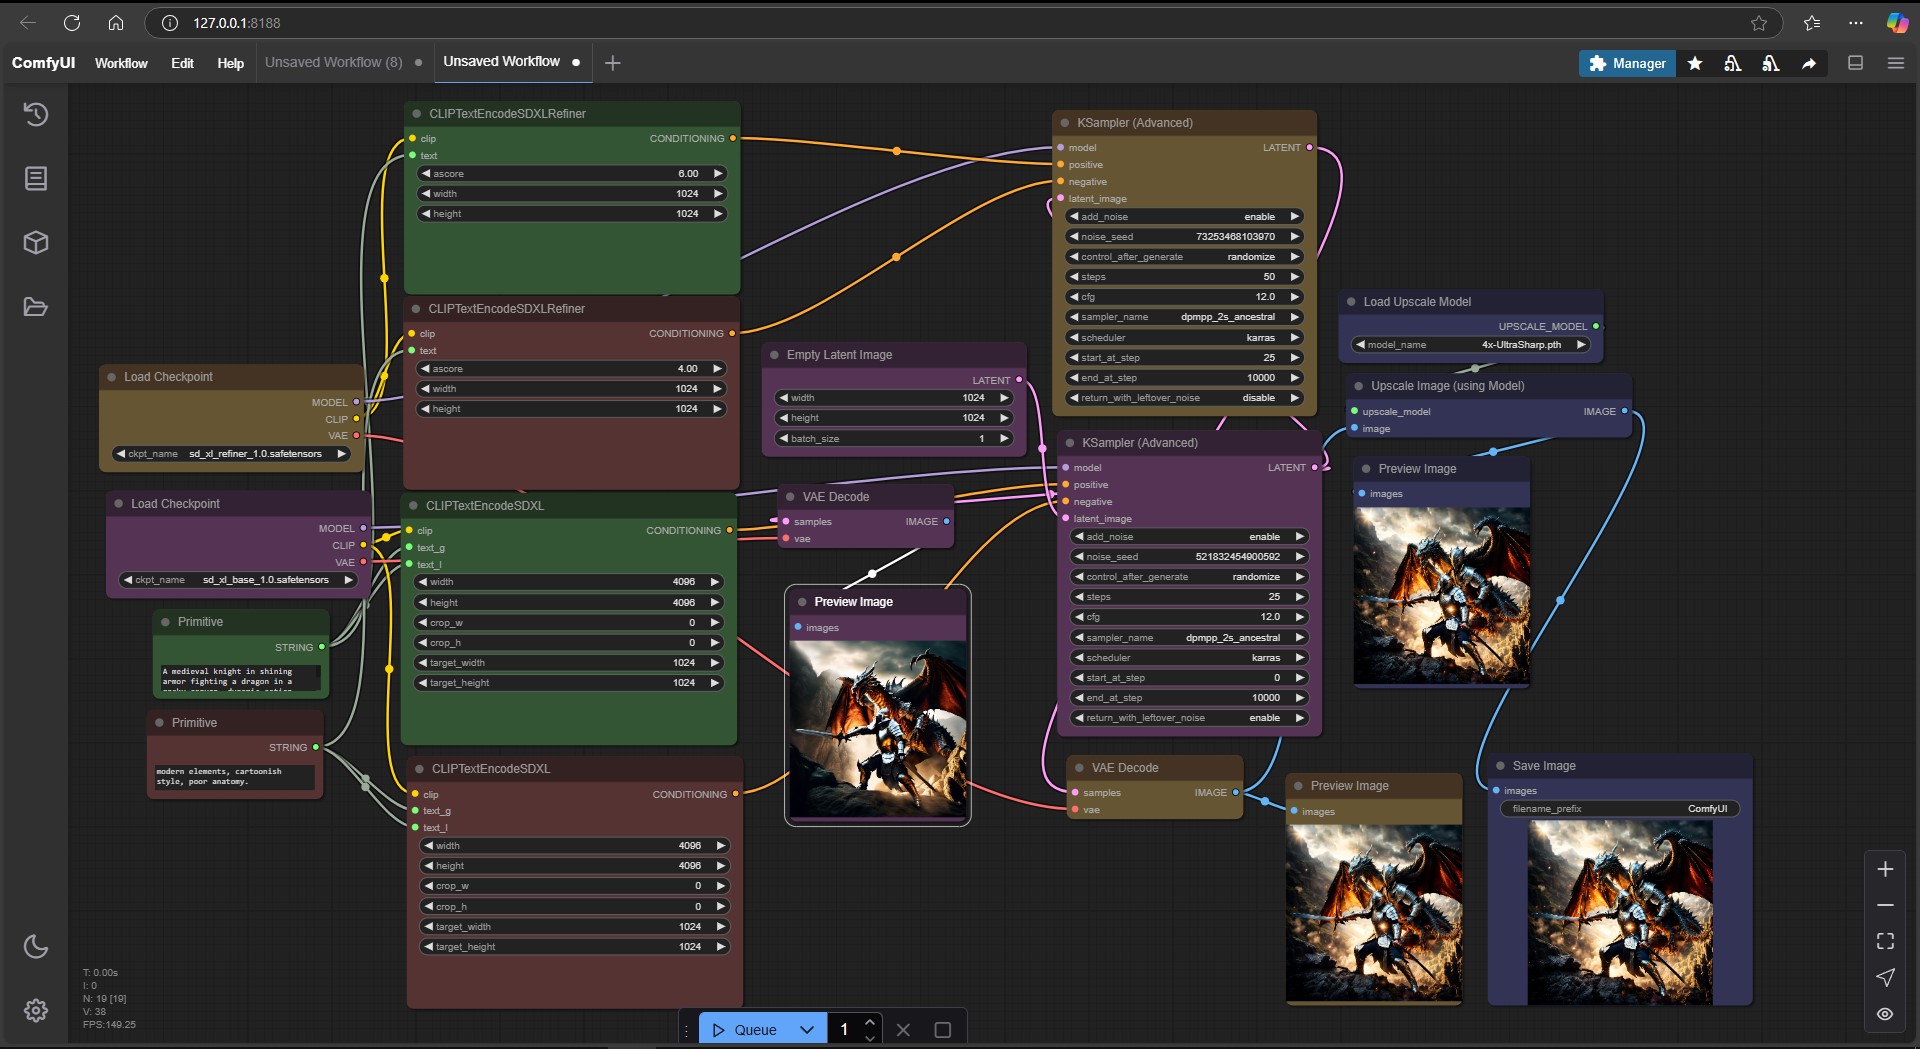 127.0.0.1:8188
ComfyUI
Workflow
Edit
Help
Unsaved Workflow (8)
Unsaved Workflow
Manager
CLIPTextEncodeSDXLRefiner
clip
CONDITIONING
text
ascore 6.00
width 1024
height 1024
CLIPTextEncodeSDXLRefiner
clip
CONDITIONING
text
ascore 4.00
width 1024
height 1024
Load Checkpoint
MODEL
CLIP
VAE
ckpt_name sd_xl_refiner_1.0.safetensors
Load Checkpoint
MODEL
CLIP
VAE
ckpt_name sd_xl_base_1.0.safetensors
Primitive
STRING
A medieval knight in shining
armor fighting a dragon in a
Primitive
STRING
modern elements, cartoonish
style, poor anatomy.
CLIPTextEncodeSDXL
clip
CONDITIONING
text_g
text_l
width 4096
height 4096
crop_w 0
crop_h 0
target_width 1024
target_height 1024
CLIPTextEncodeSDXL
clip
CONDITIONING
text_g
text_l
width 4096
height 4096
crop_w 0
crop_h 0
target_width 1024
target_height 1024
Empty Latent Image
LATENT
width 1024
height 1024
batch_size 1
VAE Decode
samples
IMAGE
vae
Preview Image
images
KSampler (Advanced)
model
LATENT
positive
negative
latent_image
add_noise enable
noise_seed 73253468103970
control_after_generate randomize
steps 50
cfg 12.0
sampler_name dpmpp_2s_ancestral
scheduler karras
start_at_step 25
end_at_step 10000
return_with_leftover_noise disable
KSampler (Advanced)
model
LATENT
positive
negative
latent_image
add_noise enable
noise_seed 521832454900592
control_after_generate randomize
steps 25
cfg 12.0
sampler_name dpmpp_2s_ancestral
scheduler karras
start_at_step 0
end_at_step 10000
return_with_leftover_noise enable
VAE Decode
samples
IMAGE
vae
Load Upscale Model
UPSCALE_MODEL
model_name 4x-UltraSharp.pth
Upscale Image (using Model)
upscale_model
IMAGE
image
Preview Image
images
Preview Image
images
Save Image
images
filename_prefix ComfyUI
T: 0.00s
I: 0
N: 19 [19]
V: 38
FPS:149.25
Queue
1